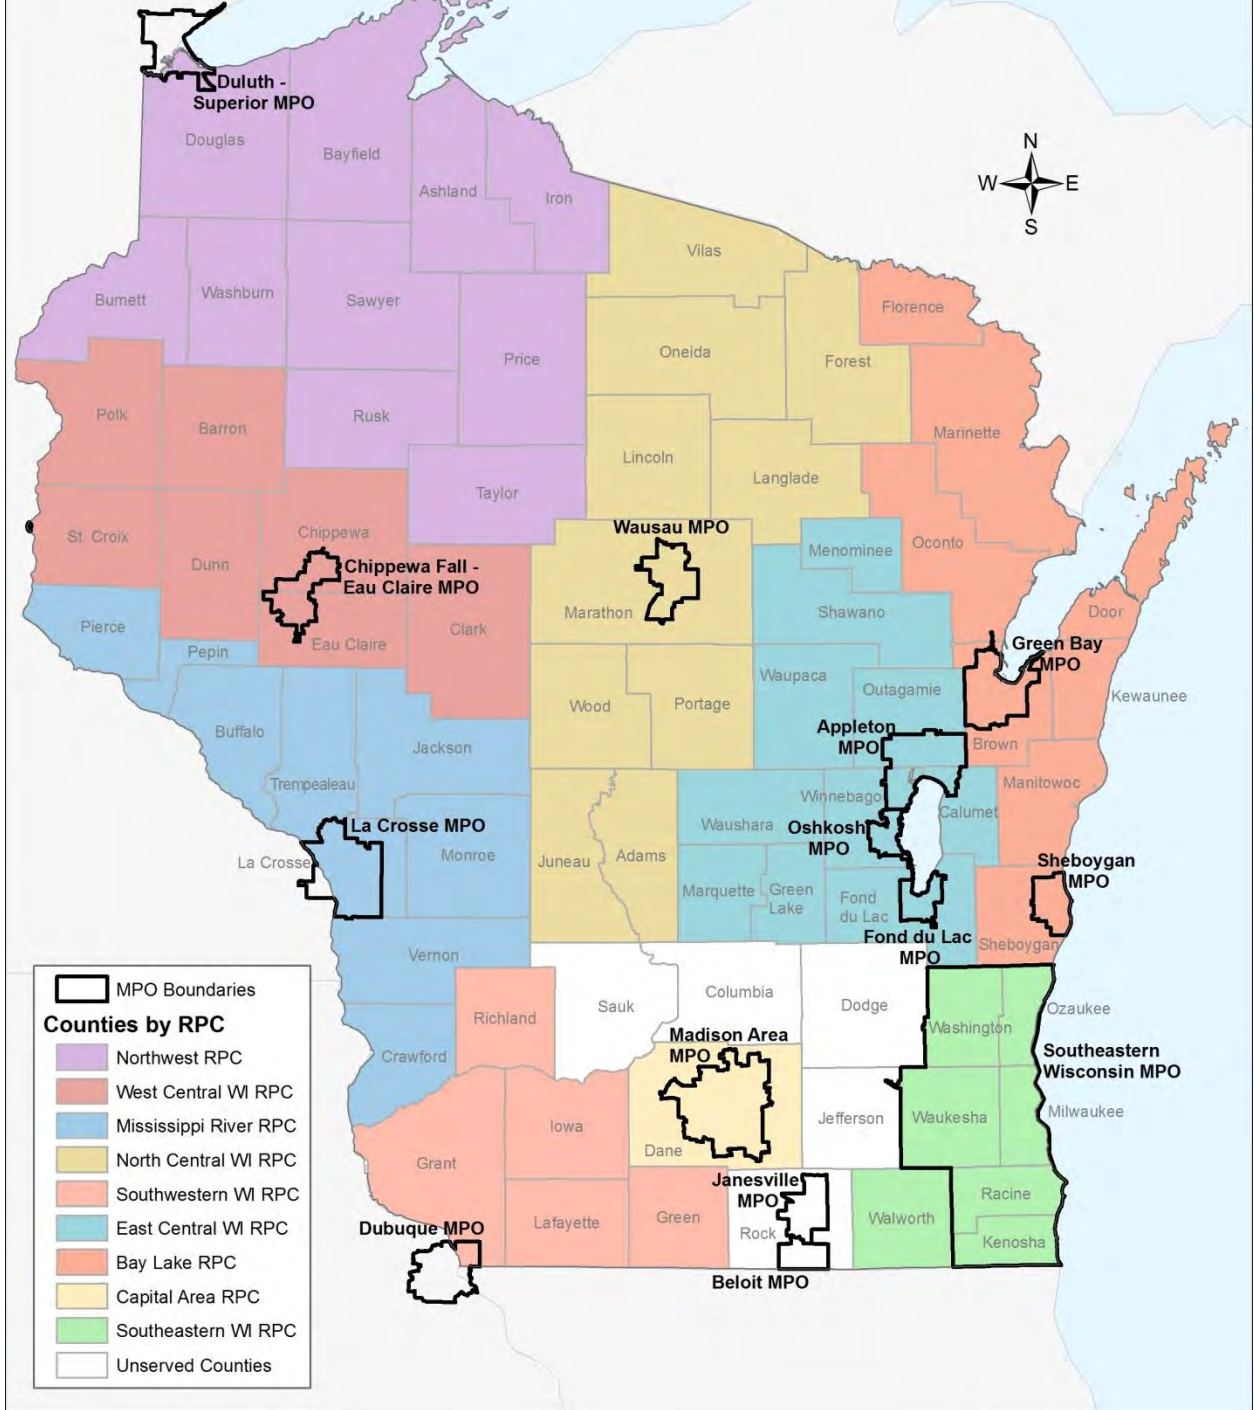 Duluth -
Superior MPO
Douglas
Bayfield
Ashland
Iron
N
W
E
S
Vilas
Burnett
Washburn
Sawyer
Florence
Price
Oneida
Forest
Polk
Barron
Rusk
Marinette
Lincoln
Langlade
Taylor
St. Croix
Chippewa
Wausau MPO
Menominee
Oconto
Dunn
Chippewa Fall -
Eau Claire MPO
Marathon
Shawano
Door
Pierce
Clark
Eau Claire
Pepin
Green Bay
MPO
Waupaca
Outagamie
Kewaunee
Wood
Portage
Buffalo
Appleton
MPO
Jackson
Brown
Trempealeau
Manitowoc
Winnebago
Calumet
La Crosse MPO
Waushara
Oshkosh
MPO
La Crosse
Monroe
Juneau
Adams
Sheboygan
MPO
Marquette
Green
Lake
Fond
du Lac
Fond du Lac
MPO
Sheboygan
Vernon
MPO Boundaries
Counties by RPC
Northwest RPC
West Central WI RPC
Mississippi River RPC
North Central WI RPC
Southwestern WI RPC
East Central WI RPC
Bay Lake RPC
Capital Area RPC
Southeastern WI RPC
Unserved Counties
Richland
Sauk
Columbia
Dodge
Washington
Ozaukee
Crawford
Madison Area
MPO
Southeastern
Wisconsin MPO
Iowa
Jefferson
Waukesha
Milwaukee
Grant
Dane
Janesville
MPO
Racine
Dubuque MPO
Lafayette
Green
Rock
Walworth
Kenosha
Beloit MPO